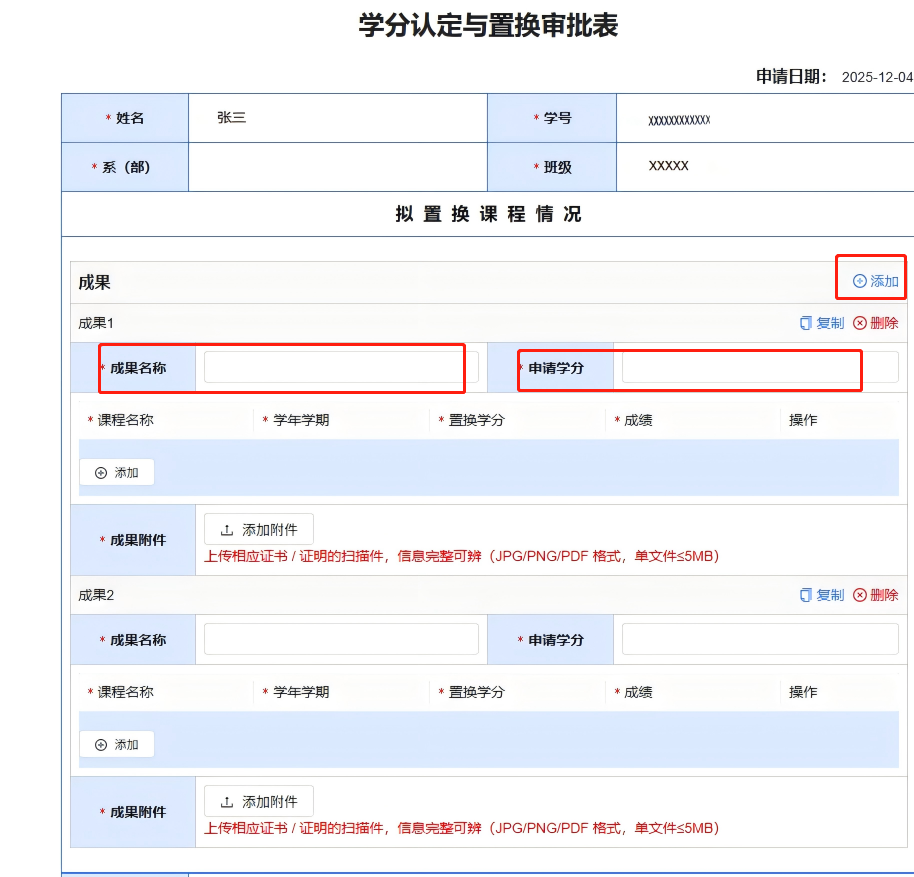 学分认定与置换审批表
申请日期： 2025-12-04
* 姓名 张三 * 学号 XXXXXXXXXXXX
* 系（部） * 班级 XXXXX
拟置换课程情况
成果 添加
成果1 复制 删除
* 成果名称 * 申请学分
* 课程名称 * 学年学期 * 置换学分 * 成绩 操作
添加
* 成果附件 添加附件
上传相应证书 / 证明的扫描件，信息完整可辨（JPG/PNG/PDF 格式，单文件≤5MB）
成果2 复制 删除
* 成果名称 * 申请学分
* 课程名称 * 学年学期 * 置换学分 * 成绩 操作
添加
* 成果附件 添加附件
上传相应证书 / 证明的扫描件，信息完整可辨（JPG/PNG/PDF 格式，单文件≤5MB）